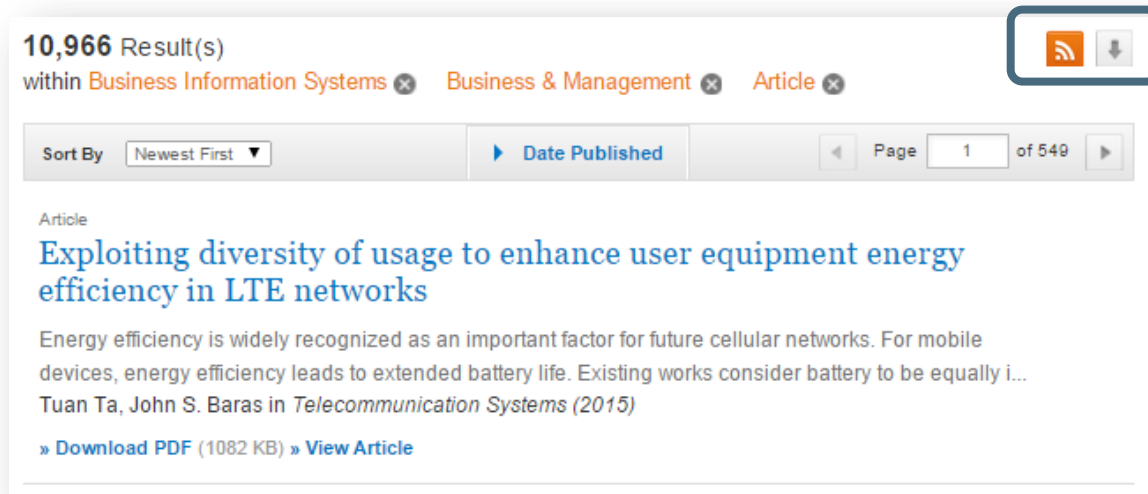 10,966 Result(s)
within Business Information Systems Business & Management Article
Sort By Newest First ▼ Date Published Page 1 of 549
Article
Exploiting diversity of usage to enhance user equipment energy
efficiency in LTE networks
Energy efficiency is widely recognized as an important factor for future cellular networks. For mobile
devices, energy efficiency leads to extended battery life. Existing works consider battery to be equally i...
Tuan Ta, John S. Baras in Telecommunication Systems (2015)
» Download PDF (1082 KB) » View Article